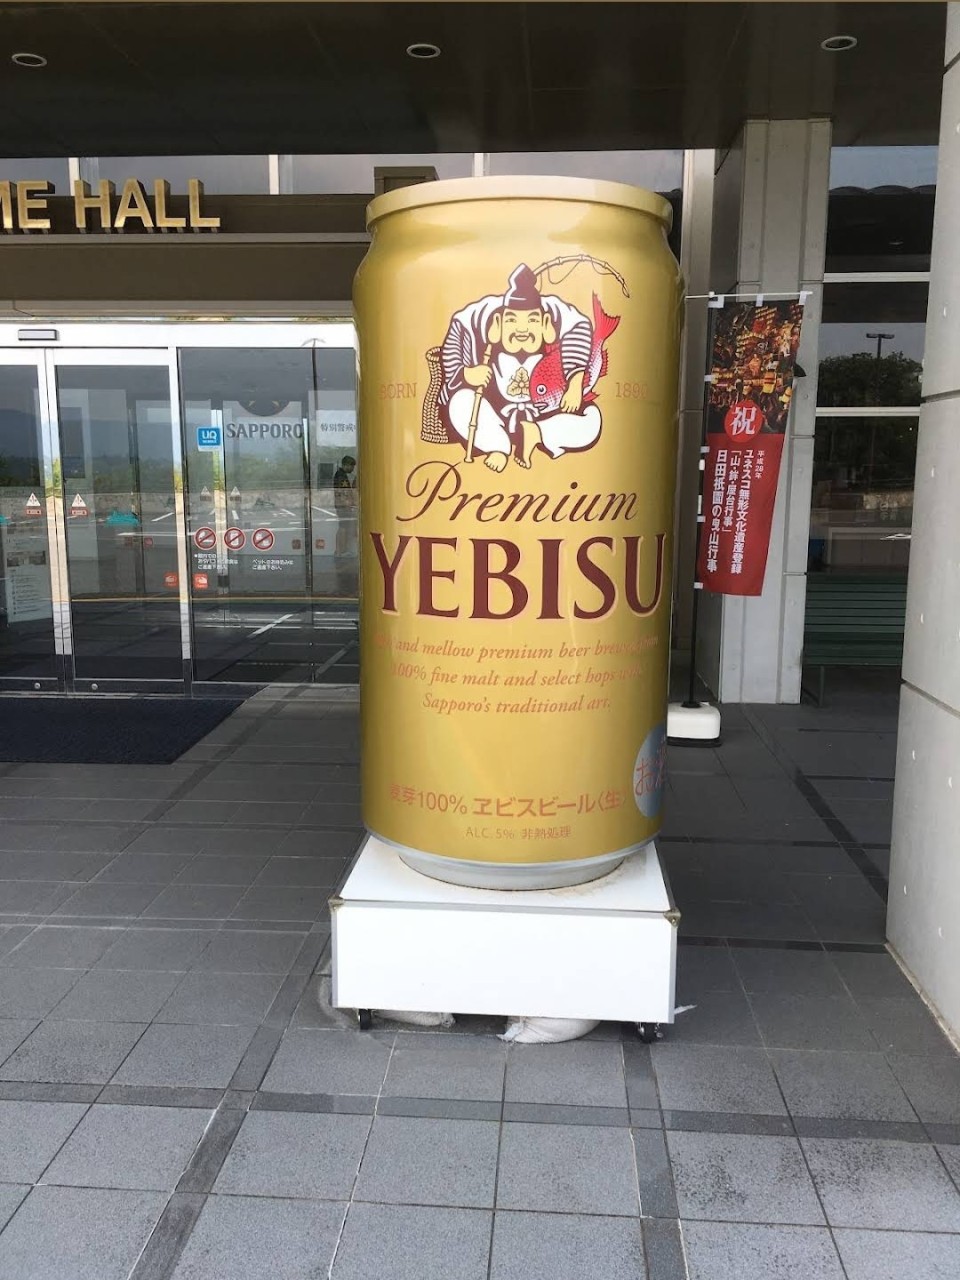 ME HALL
BORN
1890
Premium
YEBISU
and mellow premium beer
100% fine malt and select hops
Sapporo's traditional art.
麦芽100% ヱビスビール〈生
ALC. 5% 非熱処理
UQ
SAPPORO
祝
平成28年
ユネスコ無形文化遺産登録
「山・鉾・屋台行事」
日田祇園の曳山行事